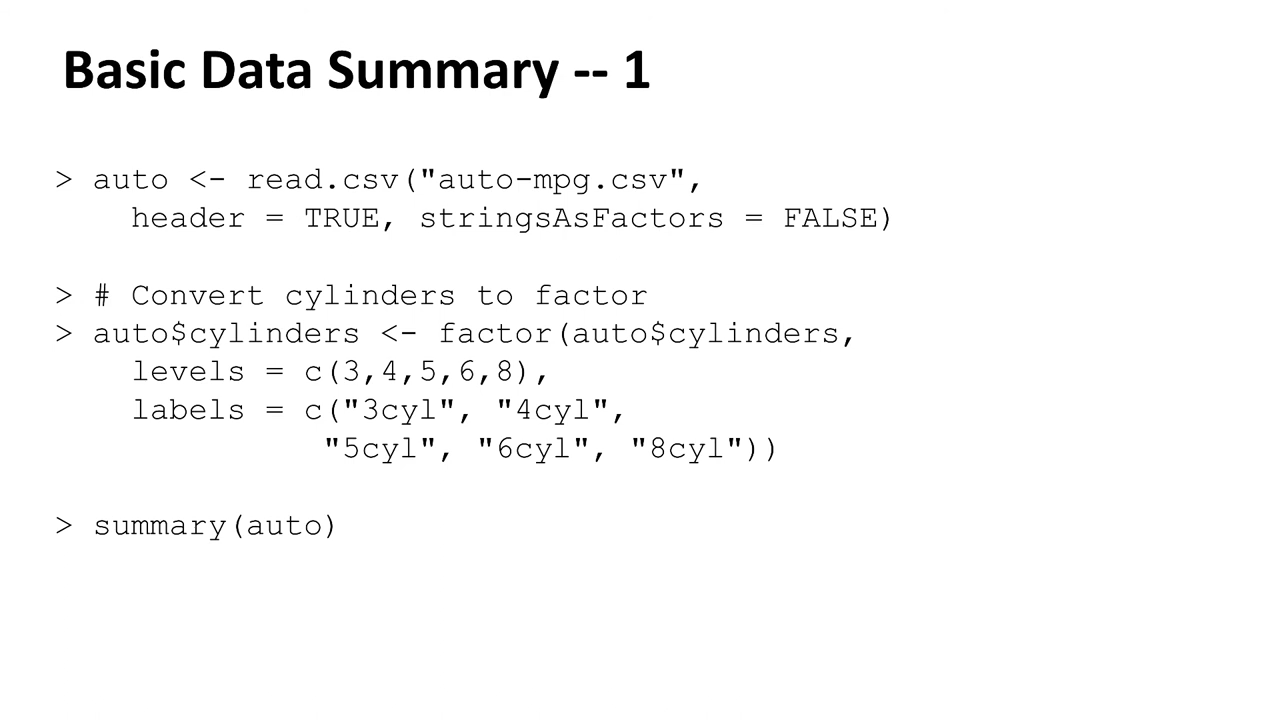 Basic Data Summary -- 1
> auto <- read.csv("auto-mpg.csv",
header = TRUE, stringsAsFactors = FALSE)
> # Convert cylinders to factor
> auto$cylinders <- factor(auto$cylinders,
levels = c(3,4,5,6,8),
labels = c("3cyl", "4cyl",
"5cyl", "6cyl", "8cyl"))
> summary(auto)